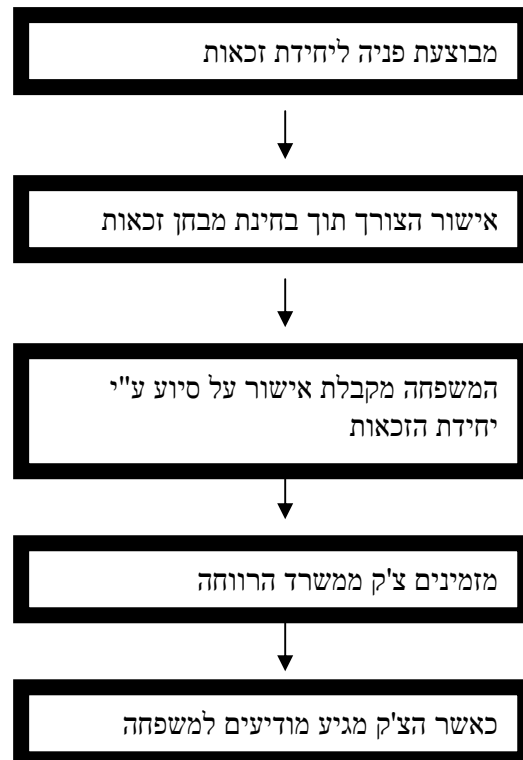 מבוצעת פניה ליחידת זכאות
אישור הצורך תוך בחינת מבחן זכאות
המשפחה מקבלת אישור על סיוע ע"י
יחידת הזכאות
מזמינים צ'ק ממשרד הרווחה
כאשר הצ'ק מגיע מודיעים למשפחה